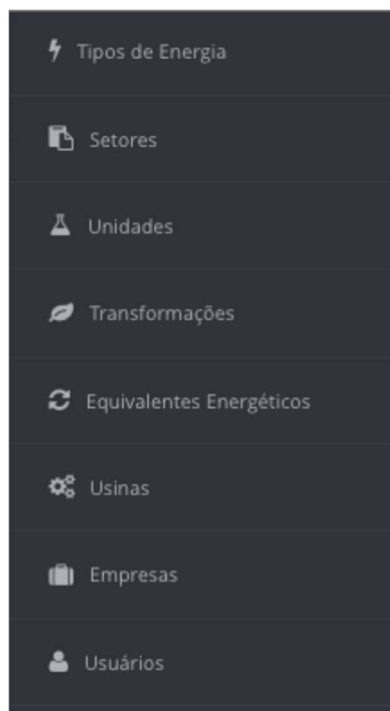 Tipos de Energia
Setores
Unidades
Transformações
Equivalentes Energéticos
Usinas
Empresas
Usuários